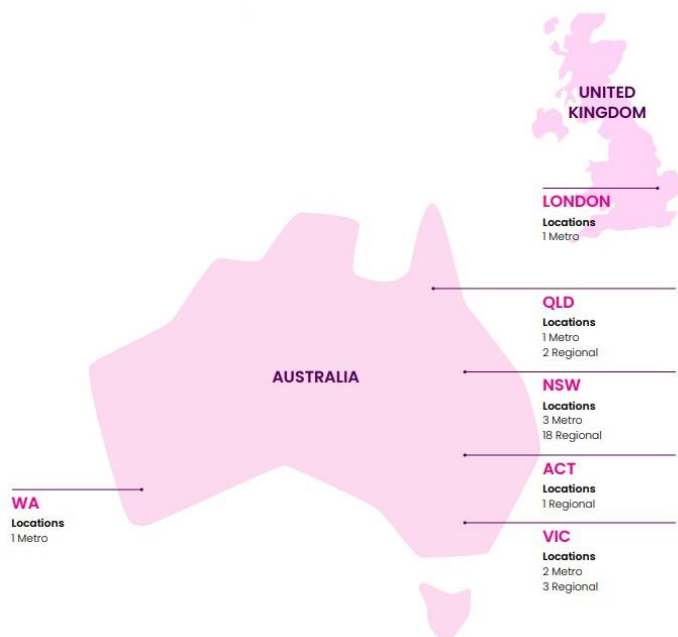 UNITED
KINGDOM
LONDON
Locations
1 Metro
QLD
Locations
1 Metro
2 Regional
AUSTRALIA
NSW
Locations
3 Metro
18 Regional
ACT
Locations
1 Regional
WA
Locations
1 Metro
VIC
Locations
2 Metro
3 Regional